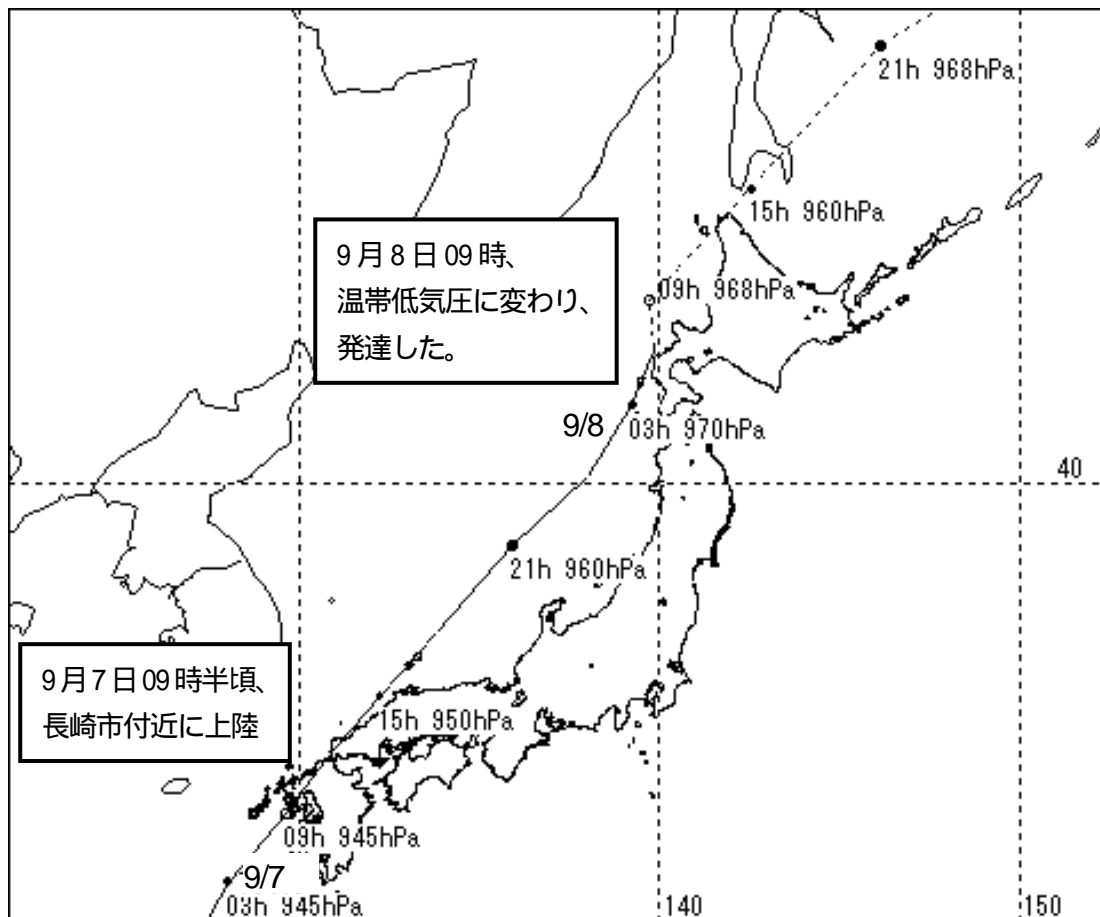 21h 968hPa
15h 960hPa
9月8日09時、
温帯低気圧に変わり、
発達した。
09h 968hPa
9/8
03h 970hPa
40
21h 960hPa
9月7日09時半頃、
長崎市付近に上陸
15h 950hPa
09h 945hPa
9/7
03h 945hPa
140
150